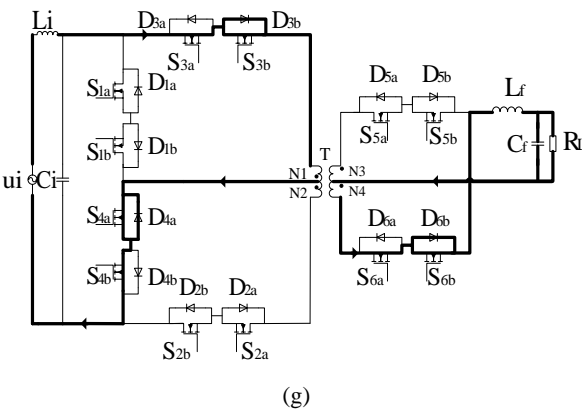 Li
D3a
D3b
S3a
S3b
D5a
D5b
S1a
D1a
Lf
S5a
S5b
S1b
D1b
T
Cf
N1
N3
ui
Ci
N2
N4
S4a
D4a
D6a
D6b
S4b
D4b
D2b
D2a
S6a
S6b
S2b
S2a
(g)